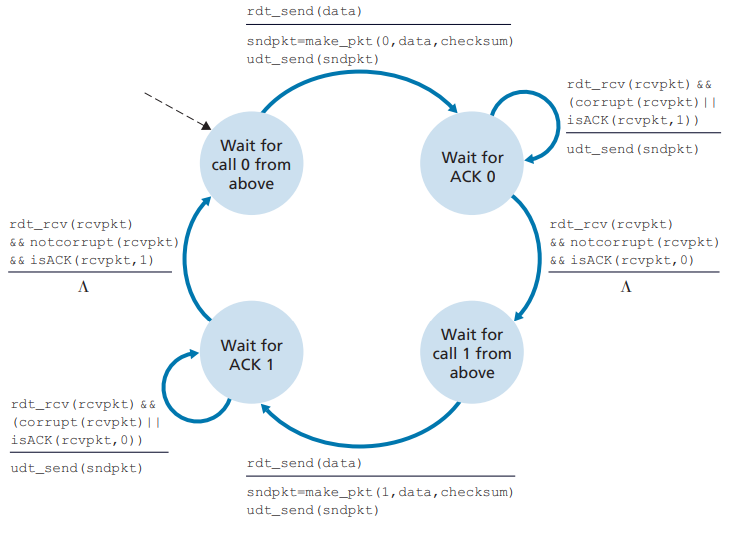 rdt_send(data)
sndpkt=make_pkt(0,data,checksum)
udt_send(sndpkt)
rdt_rcv(rcvpkt) &&
(corrupt(rcvpkt)||
isACK(rcvpkt,1))
udt_send(sndpkt)
Wait for
call 0 from
above
Wait for
ACK 0
rdt_rcv(rcvpkt)
&& notcorrupt(rcvpkt)
&& isACK(rcvpkt,1)
Λ
rdt_rcv(rcvpkt)
&& notcorrupt(rcvpkt)
&& isACK(rcvpkt,0)
Λ
Wait for
ACK 1
Wait for
call 1 from
above
rdt_rcv(rcvpkt) &&
(corrupt(rcvpkt)||
isACK(rcvpkt,0))
udt_send(sndpkt)
rdt_send(data)
sndpkt=make_pkt(1,data,checksum)
udt_send(sndpkt)